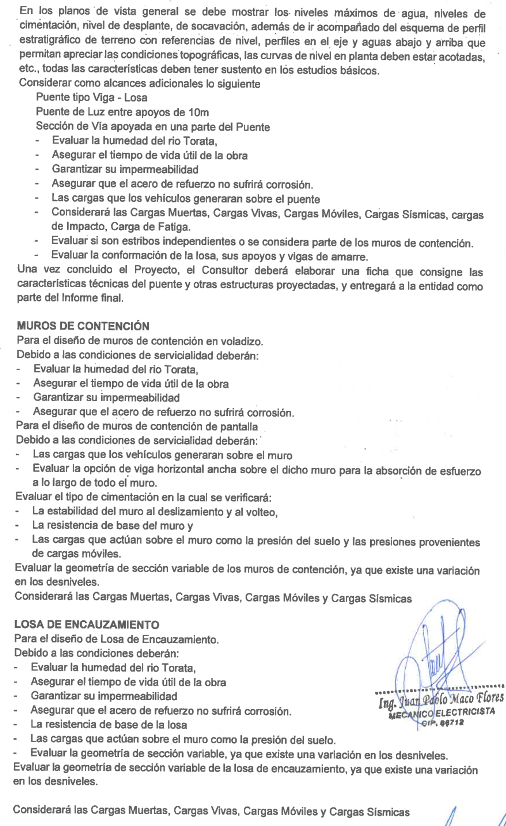 En los planos de vista general se debe mostrar los niveles máximos de agua, niveles de
cimentación, nivel de desplante, de socavación, además de ir acompañado del esquema de perfil
estratigráfico de terreno con referencias de nivel, perfiles en el eje y aguas abajo y arriba que
permitan apreciar las condiciones topográficas, las curvas de nivel en planta deben estar acotadas,
etc., todas las características deben tener sustento en los estudios básicos.
Considerar como alcances adicionales lo siguiente
Puente tipo Viga - Losa
Puente de Luz entre apoyos de 10m
Sección de Vía apoyada en una parte del Puente
- Evaluar la humedad del rio Torata,
- Asegurar el tiempo de vida útil de la obra
- Garantizar su impermeabilidad
- Asegurar que el acero de refuerzo no sufrirá corrosión.
- Las cargas que los vehículos generaran sobre el puente
- Considerará las Cargas Muertas, Cargas Vivas, Cargas Móviles, Cargas Sísmicas, cargas
de Impacto, Carga de Fatiga.
- Evaluar si son estribos independientes o se considera parte de los muros de contención.
- Evaluar la conformación de la losa, sus apoyos y vigas de amarre.
Una vez concluido el Proyecto, el Consultor deberá elaborar una ficha que consigne las
características técnicas del puente y otras estructuras proyectadas, y entregará a la entidad como
parte del Informe final.
MUROS DE CONTENCIÓN
Para el diseño de muros de contención en voladizo.
Debido a las condiciones de servicialidad deberán:
- Evaluar la humedad del rio Torata,
- Asegurar el tiempo de vida útil de la obra
- Garantizar su impermeabilidad
- Asegurar que el acero de refuerzo no sufrirá corrosión.
Para el diseño de muros de contención de pantalla
Debido a las condiciones de servicialidad deberán:
- Las cargas que los vehículos generaran sobre el muro
- Evaluar la opción de viga horizontal ancha sobre el dicho muro para la absorción de esfuerzo
a lo largo de todo el muro.
Evaluar el tipo de cimentación en la cual se verificará:
- La estabilidad del muro al deslizamiento y al volteo,
- La resistencia de base del muro y
- Las cargas que actúan sobre el muro como la presión del suelo y las presiones provenientes
de cargas móviles.
Evaluar la geometría de sección variable de los muros de contención, ya que existe una variación
en los desniveles.
Considerará las Cargas Muertas, Cargas Vivas, Cargas Móviles y Cargas Sísmicas
LOSA DE ENCAUZAMIENTO
Para el diseño de Losa de Encauzamiento.
Debido a las condiciones deberán:
- Evaluar la humedad del rio Torata,
- Asegurar el tiempo de vida útil de la obra
- Garantizar su impermeabilidad
- Asegurar que el acero de refuerzo no sufrirá corrosión.
- La resistencia de base de la losa
- Las cargas que actúan sobre el muro como la presión del suelo.
- Evaluar la geometría de sección variable, ya que existe una variación en los desniveles.
Evaluar la geometría de sección variable de la losa de encauzamiento, ya que existe una variación
en los desniveles.
Ing. Juan Pablo Maco Flores
MECANICO ELECTRICISTA
CIP. 86712
Considerará las Cargas Muertas, Cargas Vivas, Cargas Móviles y Cargas Sísmicas